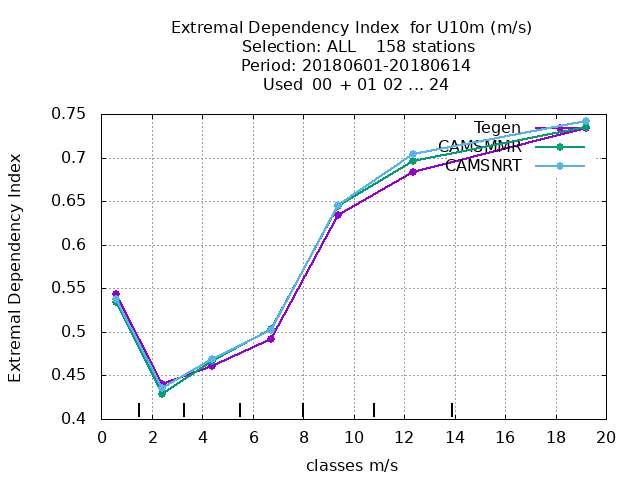 Extremal Dependency Index  for U10m (m/s)
Selection: ALL    158 stations
Period: 20180601-20180614
Used  00 + 01 02 ... 24
Extremal Dependency Index
0.75
0.7
0.65
0.6
0.55
0.5
0.45
0.4
Tegen
CAMSMMR
CAMSNRT
0 2 4 6 8 10 12 14 16 18 20
classes m/s